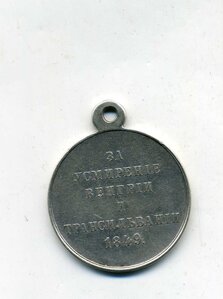 ЗА
УСМИРЕНІЕ
ВЕНГРІИ
И
ТРАНСИЛЬВАНІИ
1849